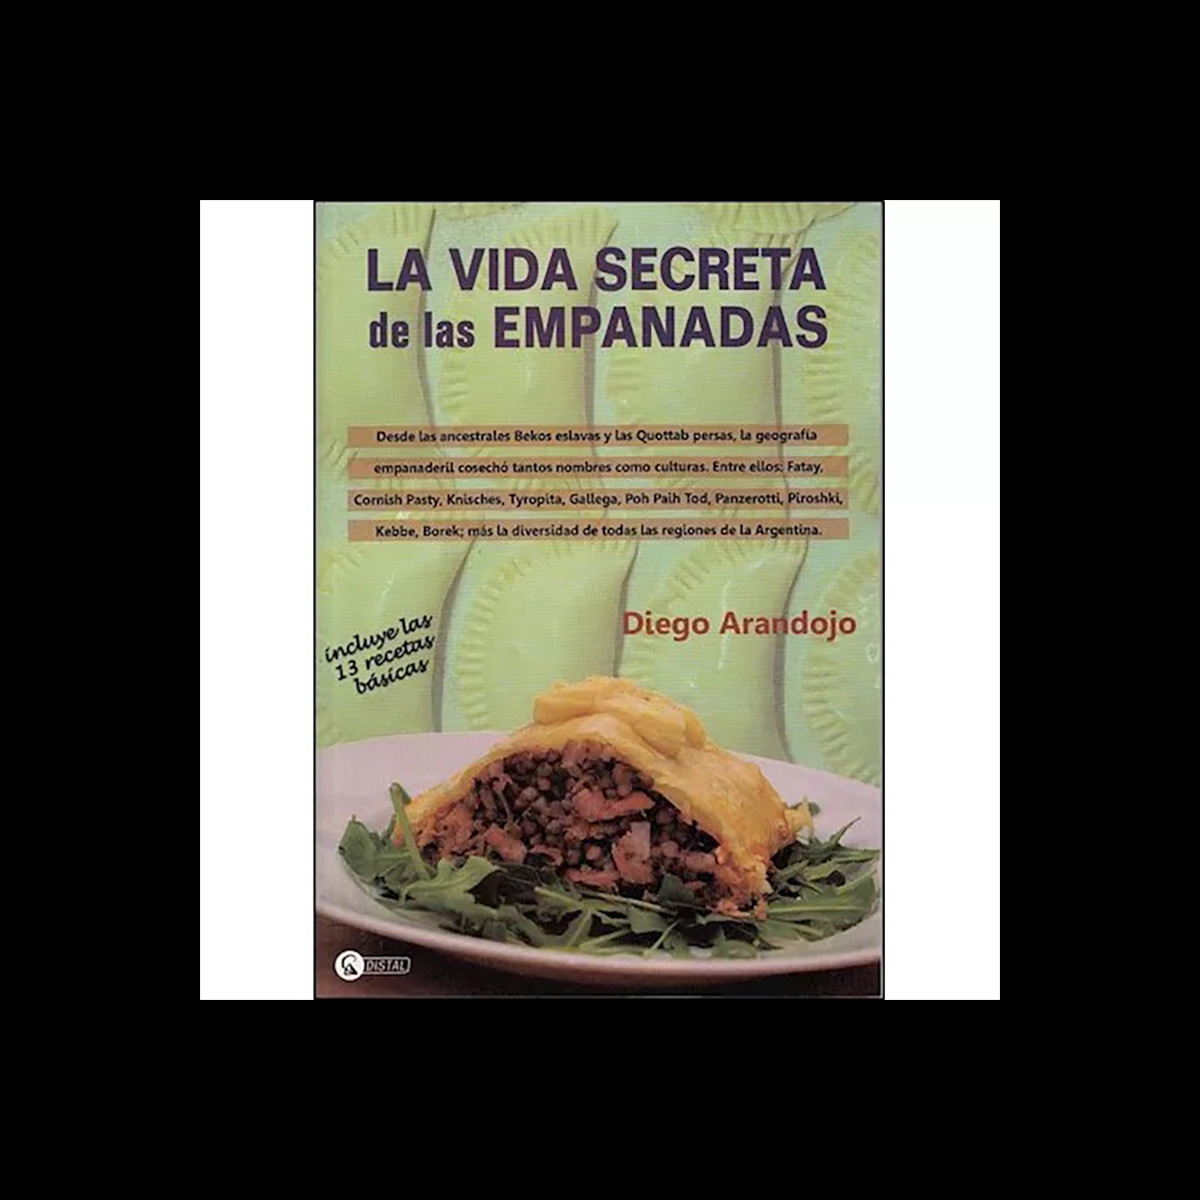 LA VIDA SECRETA
de las EMPANADAS
Desde las ancestrales Bekos eslavas y las Quottab persas, la geografía
empanaderil cosechó tantos nombres como culturas. Entre ellos: Fatay,
Cornish Pasty, Knisches, Tyropita, Gallega, Poh Paih Tod, Panzerotti, Piroshki,
Kebbe, Borek; más la diversidad de todas las regiones de la Argentina.
Diego Arandojo
incluye las
13 recetas
básicas
DISTAL